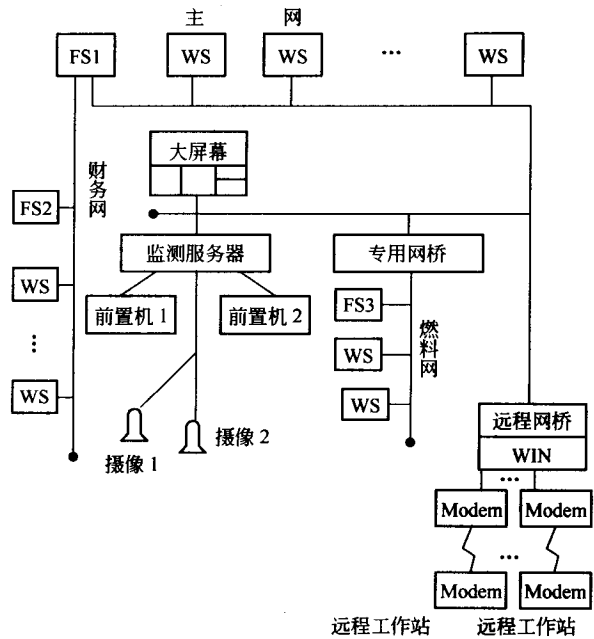 主 网
FS1
WS
WS
…
WS
大屏幕
财务网
FS2
监测服务器
专用网桥
WS
前置机 1
前置机 2
FS3
燃料网
…
WS
WS
WS
摄像 1
摄像 2
远程网桥
WIN
…
Modem
Modem
…
Modem
Modem
远程工作站
远程工作站